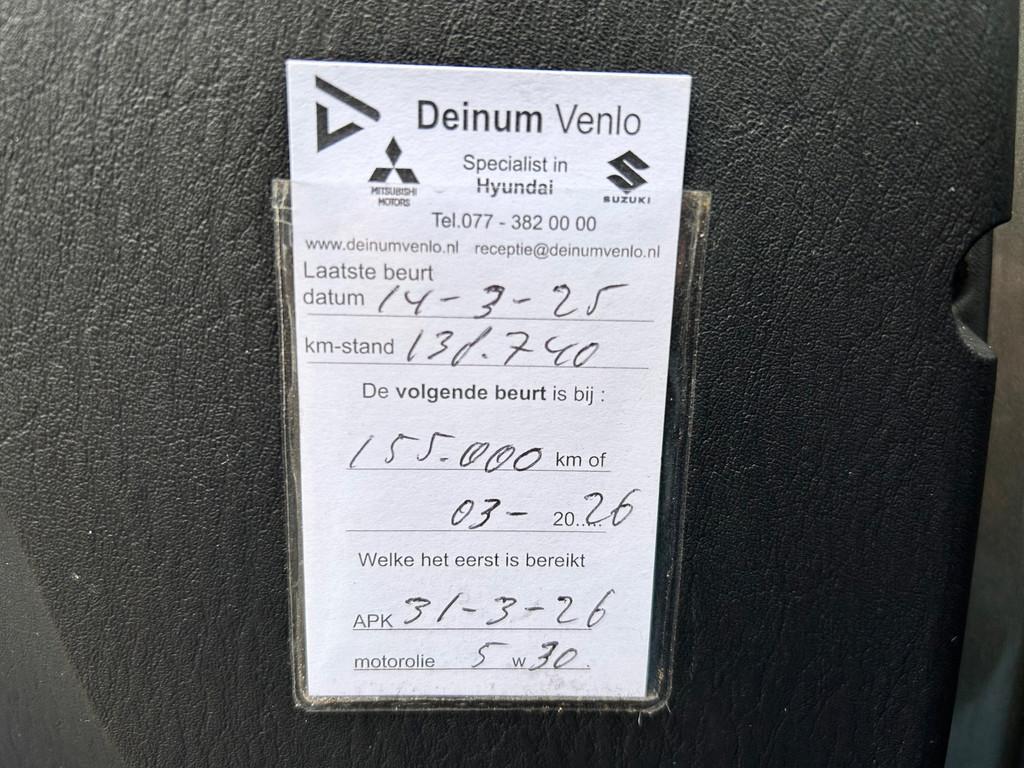 Deinum Venlo
MITSUBISHI
MOTORS
Specialist in
Hyundai
SUZUKI
Tel.077 - 382 00 00
www.deinumvenlo.nl receptie@deinumvenlo.nl
Laatste beurt
datum 14-3-25
km-stand 138.740
De volgende beurt is bij :
155.000 km of
03- 20....26
Welke het eerst is bereikt
APK 31-3-26
motorolie 5 w 30.